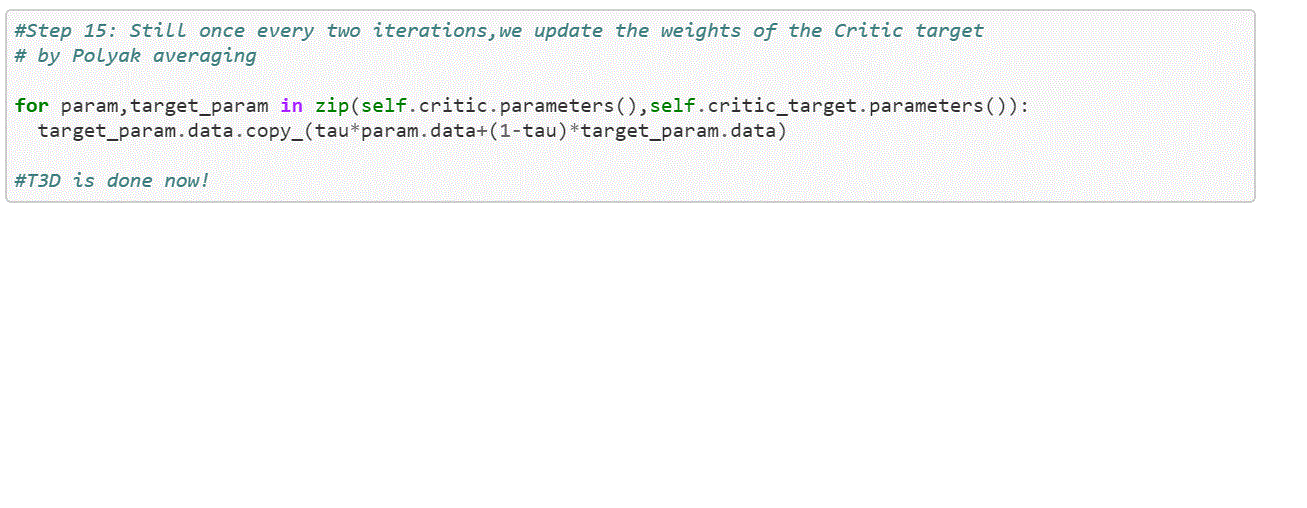 #Step 15: Still once every two iterations,we update the weights of the Critic target
# by Polyak averaging
for param,target_param in zip(self.critic.parameters(),self.critic_target.parameters()):
target_param.data.copy_(tau*param.data+(1-tau)*target_param.data)
#T3D is done now!